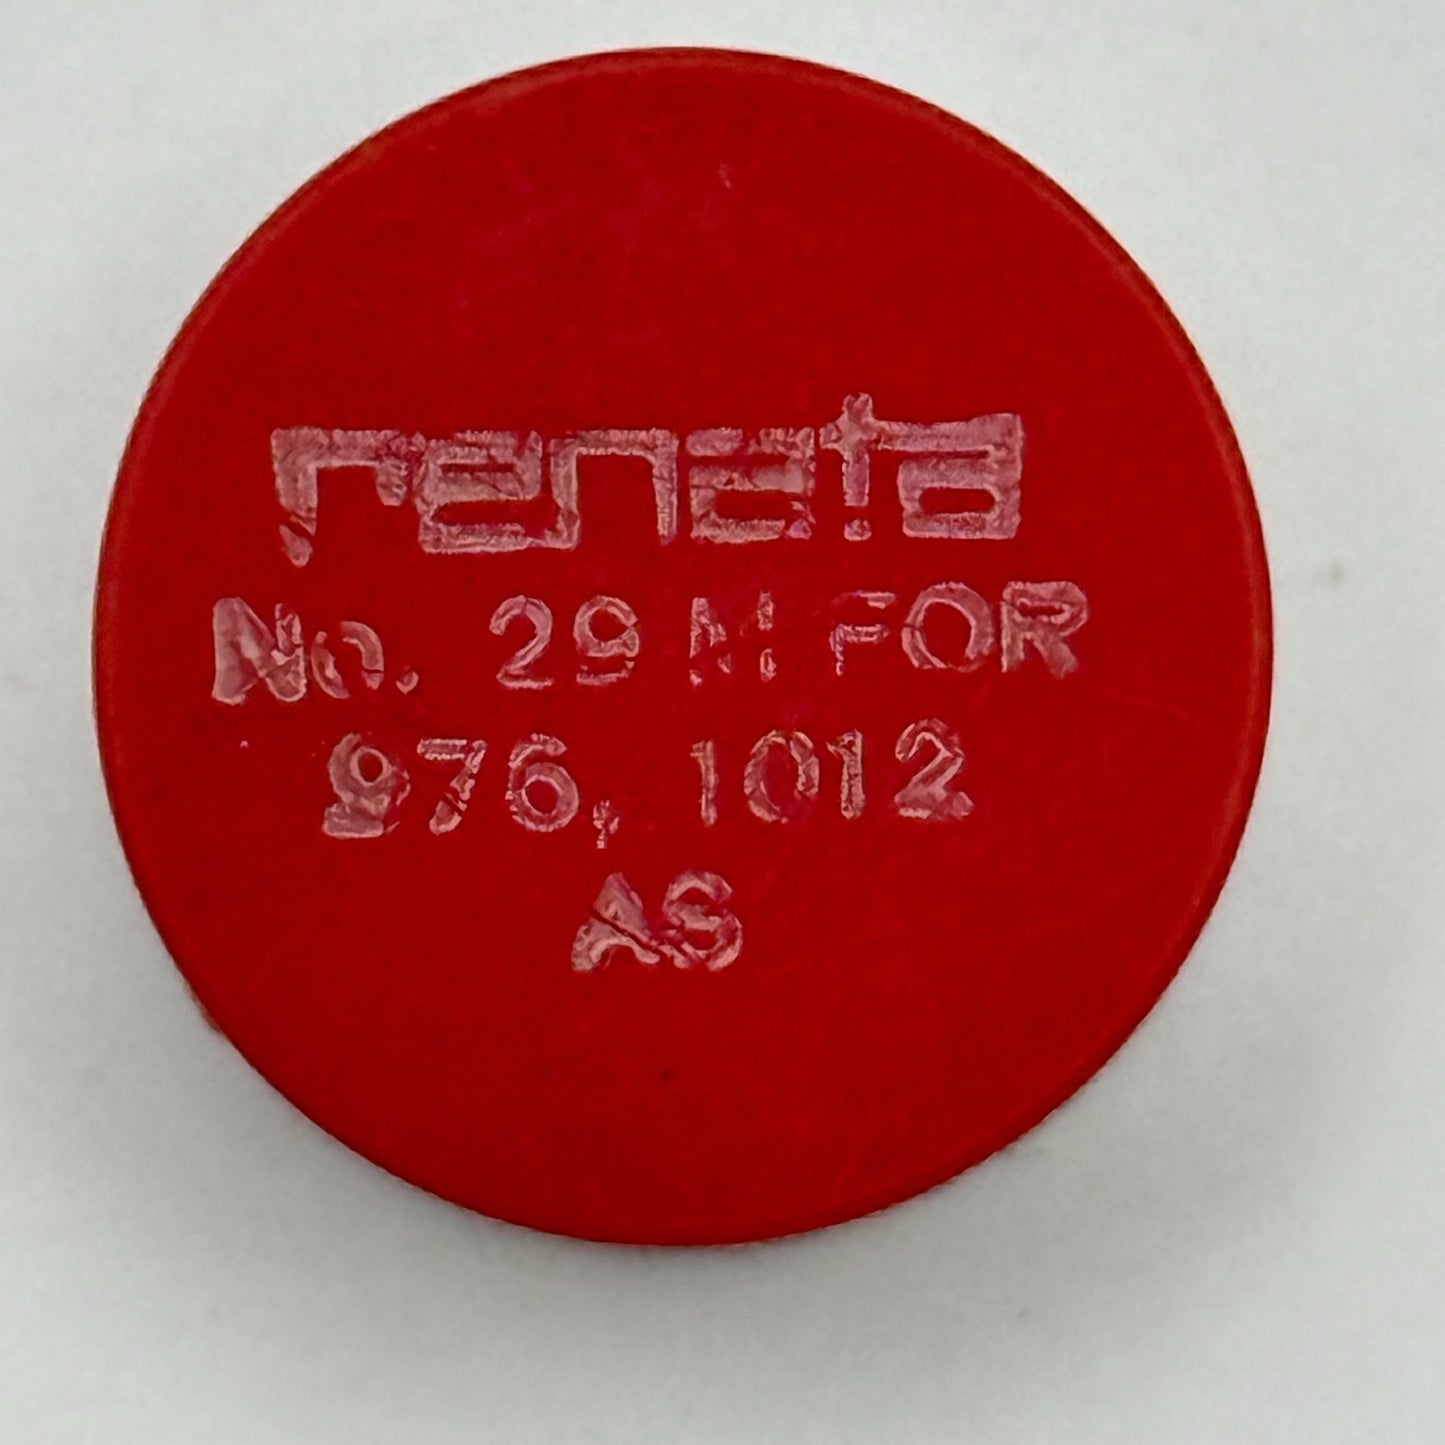 renata
No. 29 M FOR
976, 1012
AS